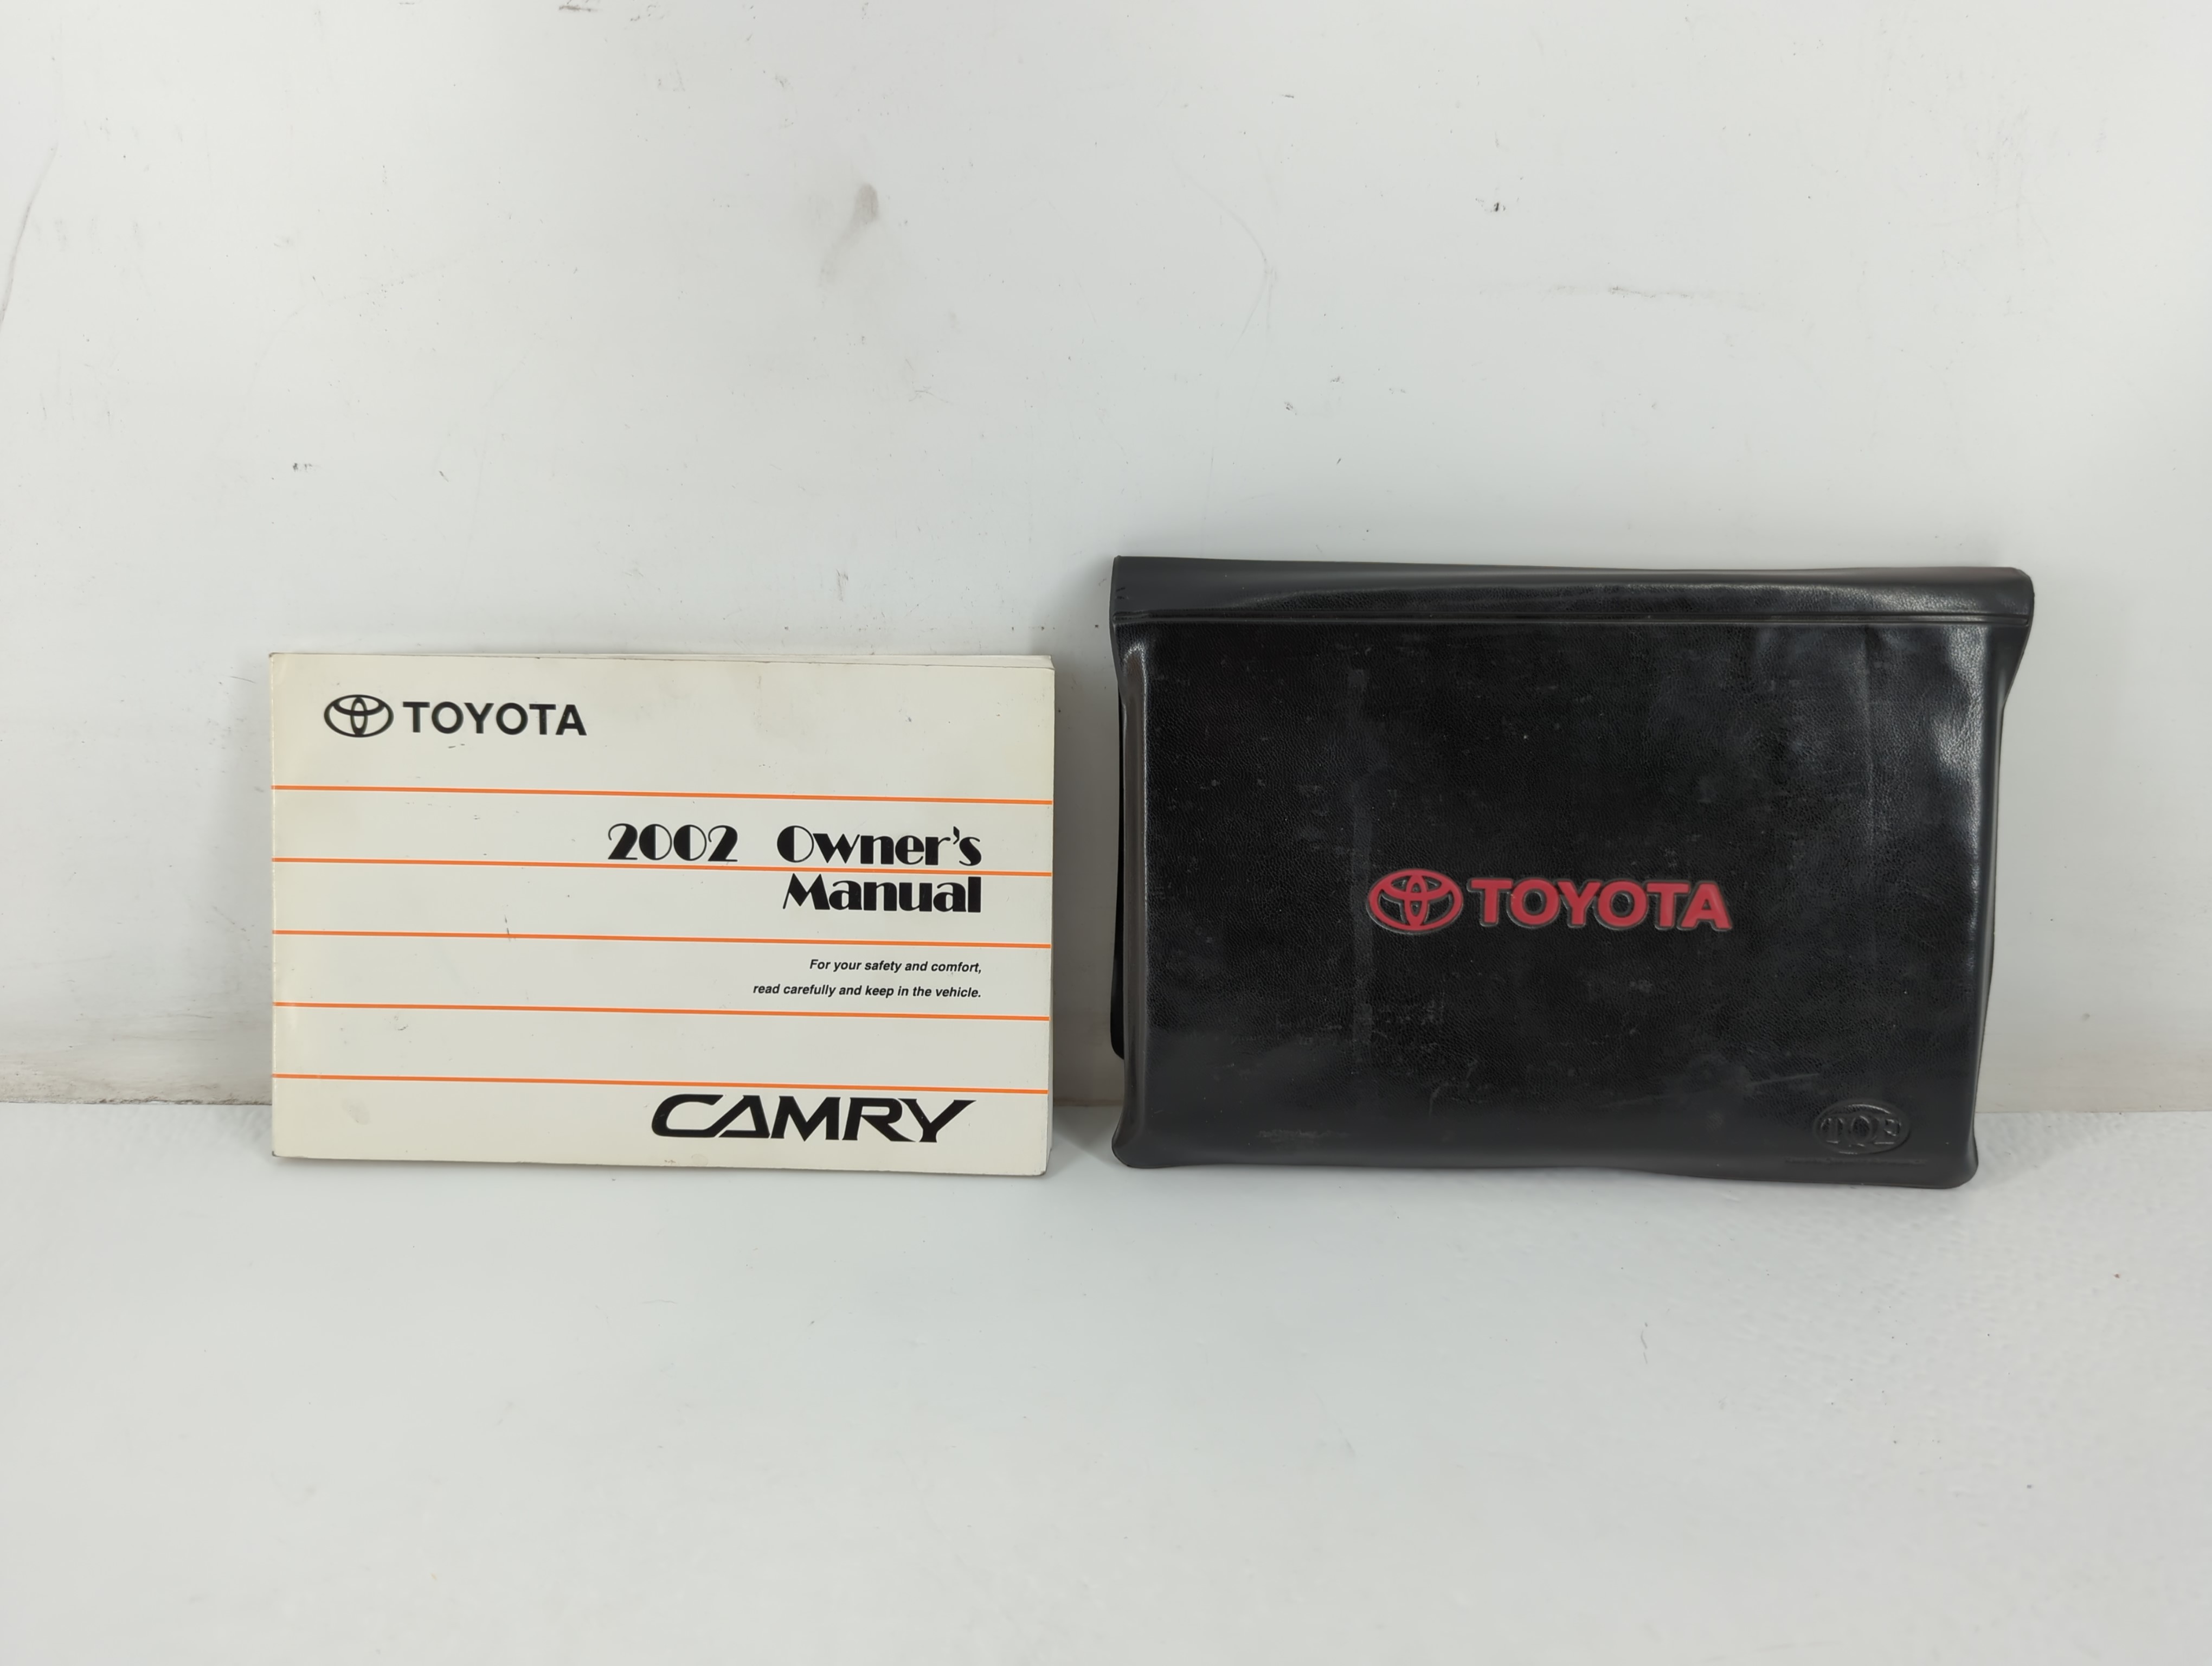 TOYOTA
2002 Owner's
Manual
For your safety and comfort,
read carefully and keep in the vehicle.
CAMRY
TOYOTA